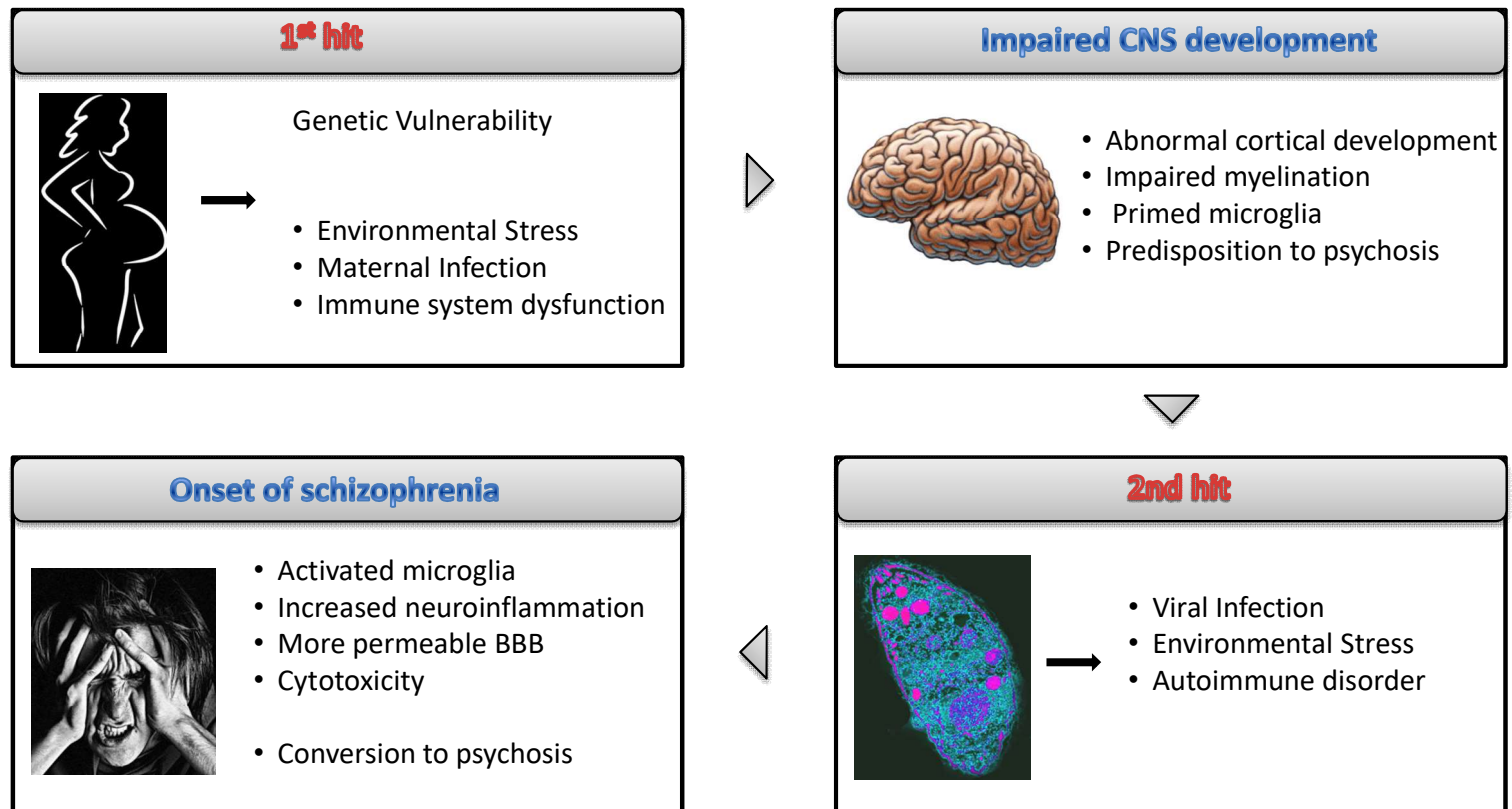 1st hit
Genetic Vulnerability
• Environmental Stress
• Maternal Infection
• Immune system dysfunction
Impaired CNS development
• Abnormal cortical development
• Impaired myelination
• Primed microglia
• Predisposition to psychosis
2nd hit
• Viral Infection
• Environmental Stress
• Autoimmune disorder
Onset of schizophrenia
• Activated microglia
• Increased neuroinflammation
• More permeable BBB
• Cytotoxicity
• Conversion to psychosis